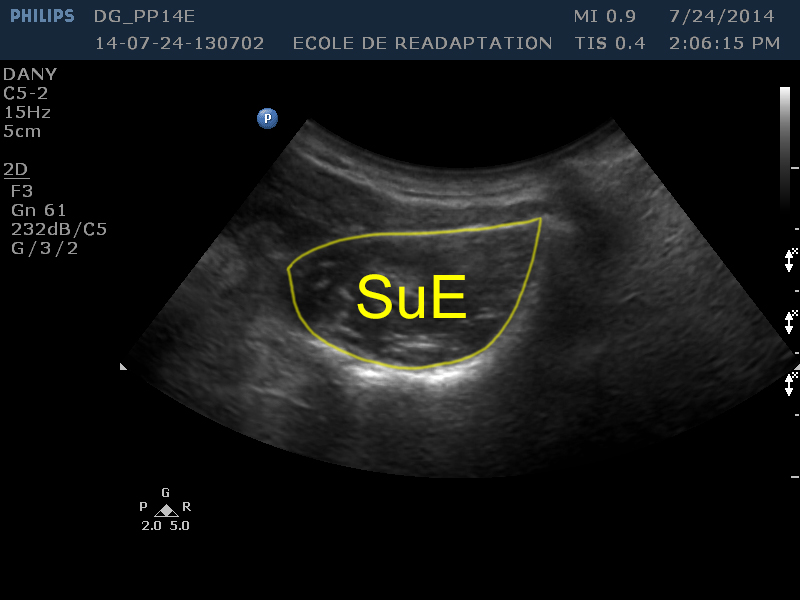 PHILIPS DG_PP14E MI 0.9 7/24/2014
14-07-24-130702 ECOLE DE READAPTATION TIS 0.4 2:06:15 PM
DANY
C5-2
15Hz
5cm
P
2D
F3
Gn 61
232dB/C5
G/3/2
SuE
G
P R
2.0 5.0